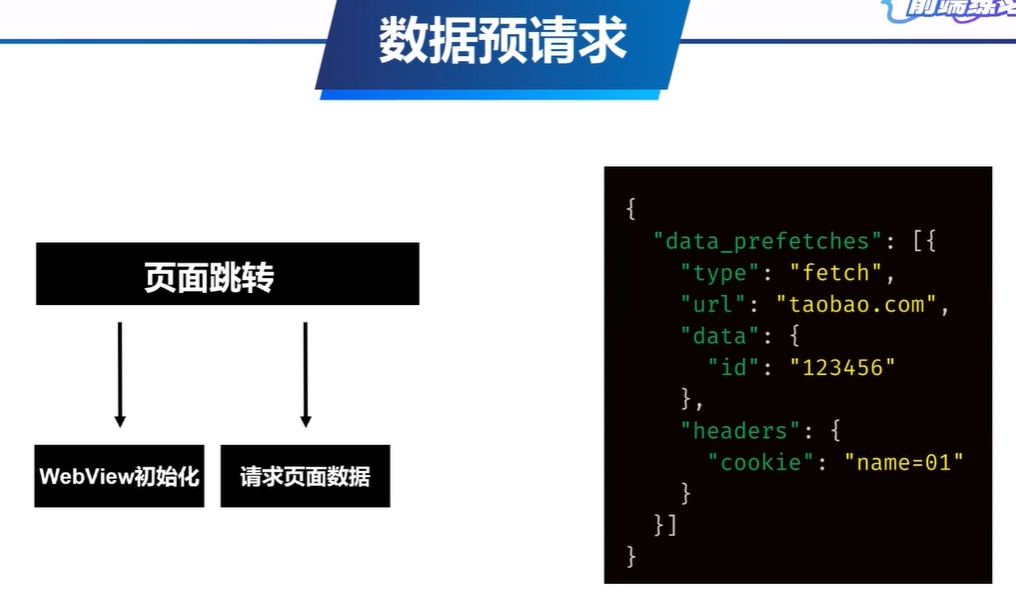 数据预请求
页面跳转
WebView初始化
请求页面数据
{
"data_prefetches": [{
"type": "fetch",
"url": "taobao.com",
"data": {
"id": "123456"
},
"headers": {
"cookie": "name=01"
}
}]
}